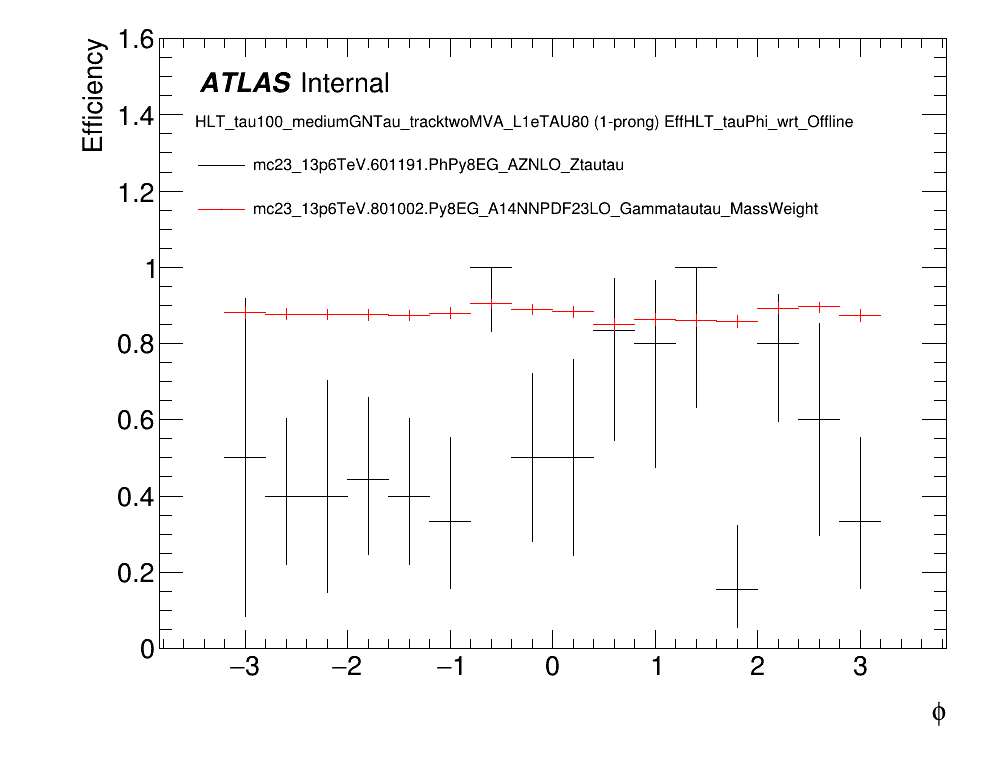 Efficiency
1.6
1.4
1.2
1
0.8
0.6
0.4
0.2
0
ATLAS Internal
HLT_tau100_mediumGNTau_tracktwoMVA_L1eTAU80 (1-prong) EffHLT_tauPhi_wrt_Offline
mc23_13p6TeV.601191.PhPy8EG_AZNLO_Ztautau
mc23_13p6TeV.801002.Py8EG_A14NNPDF23LO_Gammatautau_MassWeight
−3 −2 −1 0 1 2 3
ϕ